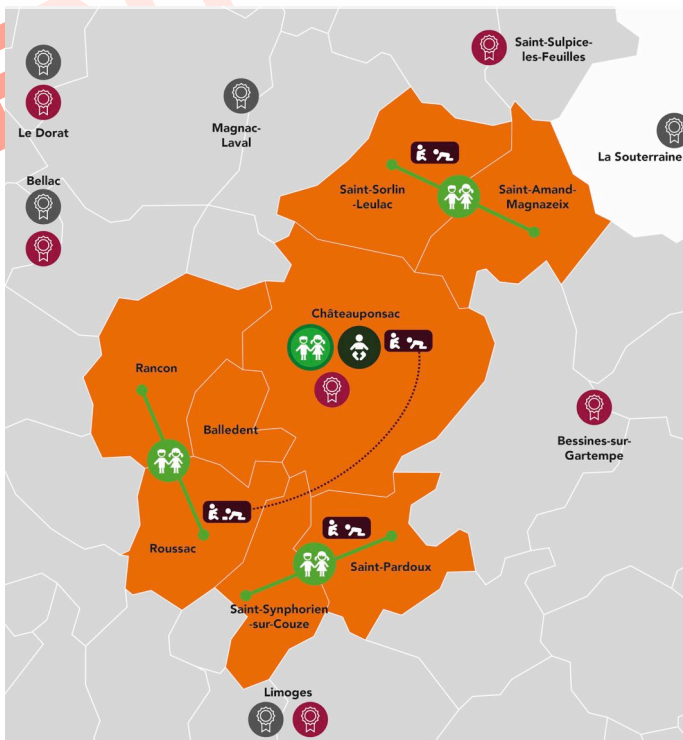 Saint-Sulpice-
les-Feuilles
Le Dorat
Magnac-
Laval
La Souterraine
Bellac
Saint-Sorlin
-Leulac
Saint-Amand-
Magnazeix
Châteauponsac
Rancon
Balledent
Bessines-sur-
Gartempe
Roussac
Saint-Pardoux
Saint-Synphorien
-sur-Couze
Limoges